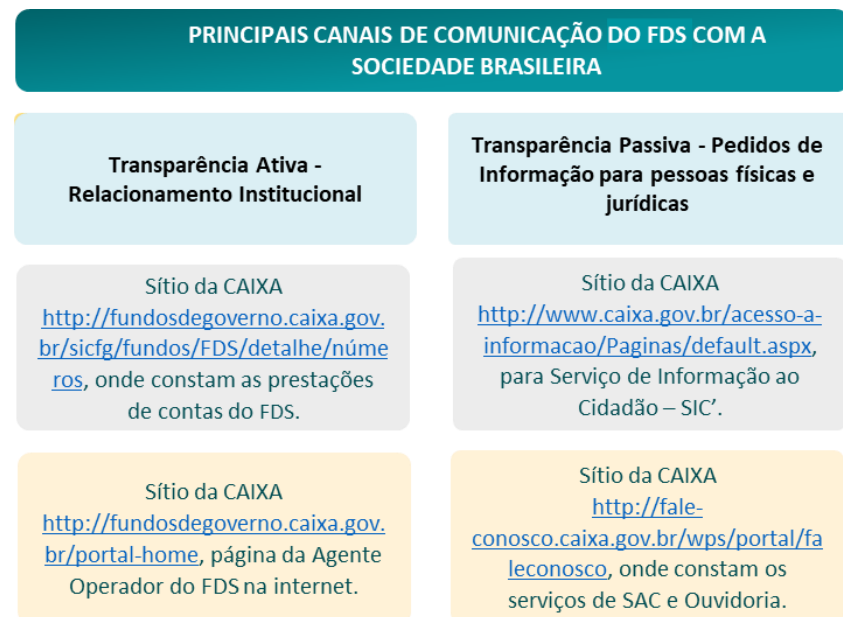 PRINCIPAIS CANAIS DE COMUNICAÇÃO DO FDS COM A
SOCIEDADE BRASILEIRA
Transparência Ativa -
Relacionamento Institucional
Transparência Passiva - Pedidos de
Informação para pessoas físicas e
jurídicas
Sítio da CAIXA
http://fundosdegoverno.caixa.gov.
br/sicfg/fundos/FDS/detalhe/núme
ros, onde constam as prestações
de contas do FDS.
Sítio da CAIXA
http://www.caixa.gov.br/acesso-a-
informacao/Paginas/default.aspx,
para Serviço de Informação ao
Cidadão – SIC’.
Sítio da CAIXA
http://fundosdegoverno.caixa.gov.
br/portal-home, página da Agente
Operador do FDS na internet.
Sítio da CAIXA
http://fale-
conosco.caixa.gov.br/wps/portal/fa
leconosco, onde constam os
serviços de SAC e Ouvidoria.